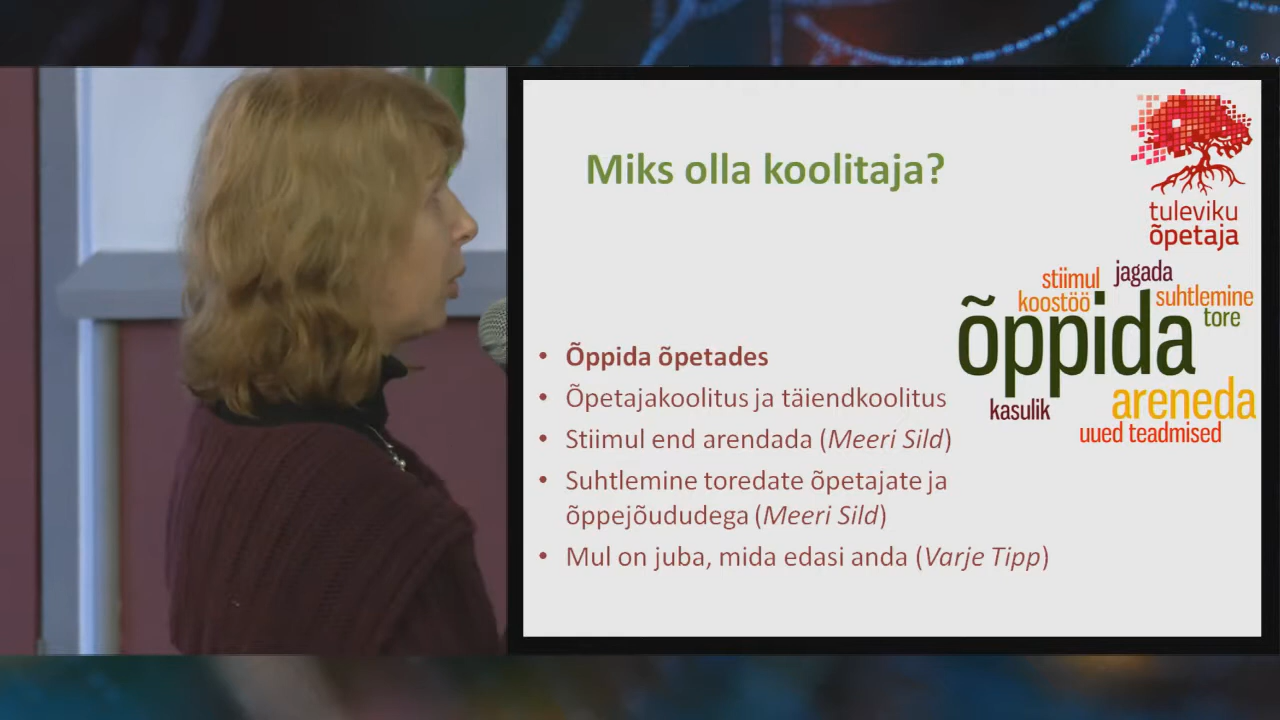 Miks olla koolitaja?
tuleviku
õpetaja
stiimul
jagada
koostöö
suhtlemine
tore
õppida
kasulik
areneda
uued teadmised
• Õppida õpetades
• Õpetajakoolitus ja täiendkoolitus
• Stiimul end arendada (Meeri Sild)
• Suhtlemine toredate õpetajate ja
õppejõududega (Meeri Sild)
• Mul on juba, mida edasi anda (Varje Tipp)